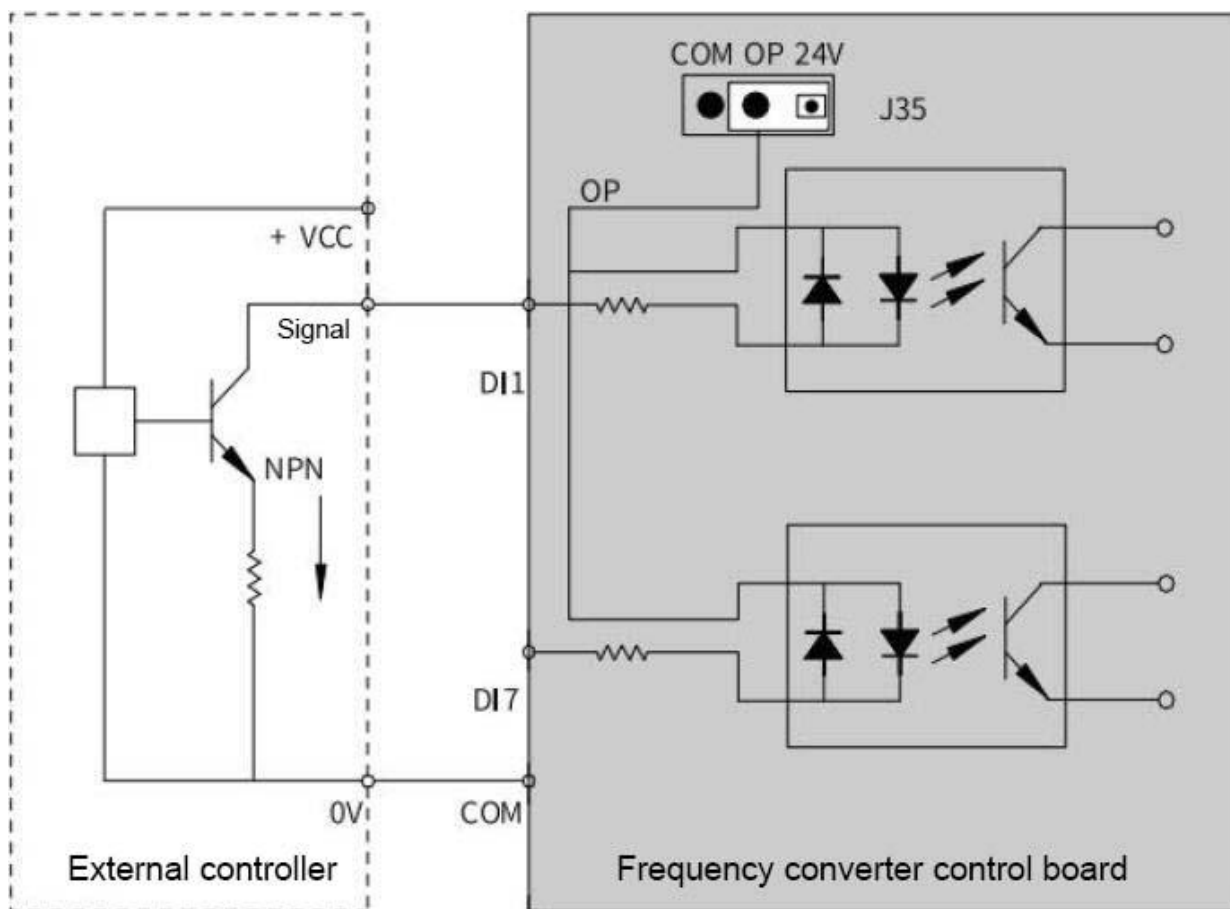 COM OP 24V
J35
OP
+ VCC
Signal
DI1
NPN
DI7
0V
COM
External controller
Frequency converter control board